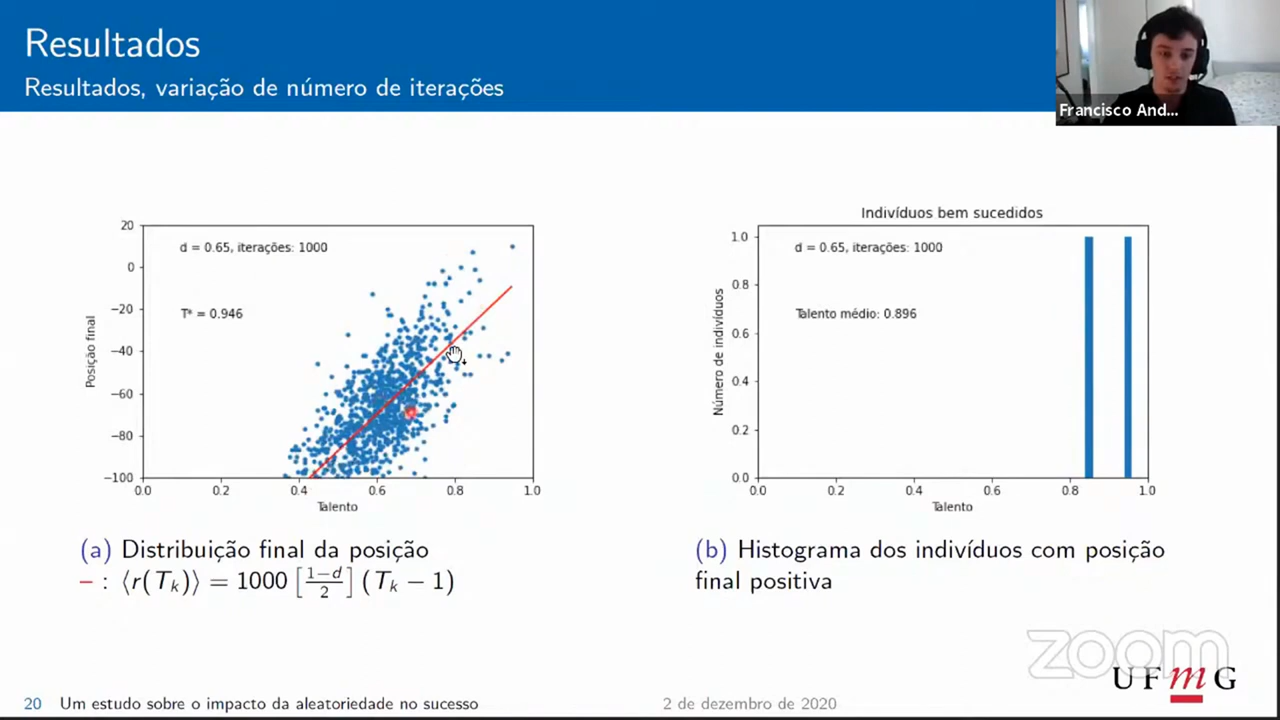 Resultados
Resultados, variação de número de iterações
Francisco And...
d = 0.65, iterações: 1000
T* = 0.946
Posição final
20
0
−20
−40
−60
−80
−100
0.0 0.2 0.4 0.6 0.8 1.0
Talento
Indivíduos bem sucedidos
d = 0.65, iterações: 1000
Talento médio: 0.896
Número de indivíduos
1.0
0.8
0.6
0.4
0.2
0.0
0.0 0.2 0.4 0.6 0.8 1.0
Talento
(a) Distribuição final da posição
− : ⟨r(T_k)⟩ = 1000 [\frac{1−d}{2}] (T_k − 1)
(b) Histograma dos indivíduos com posição
final positiva
zoom
UFmG
20 Um estudo sobre o impacto da aleatoriedade no sucesso 2 de dezembro de 2020